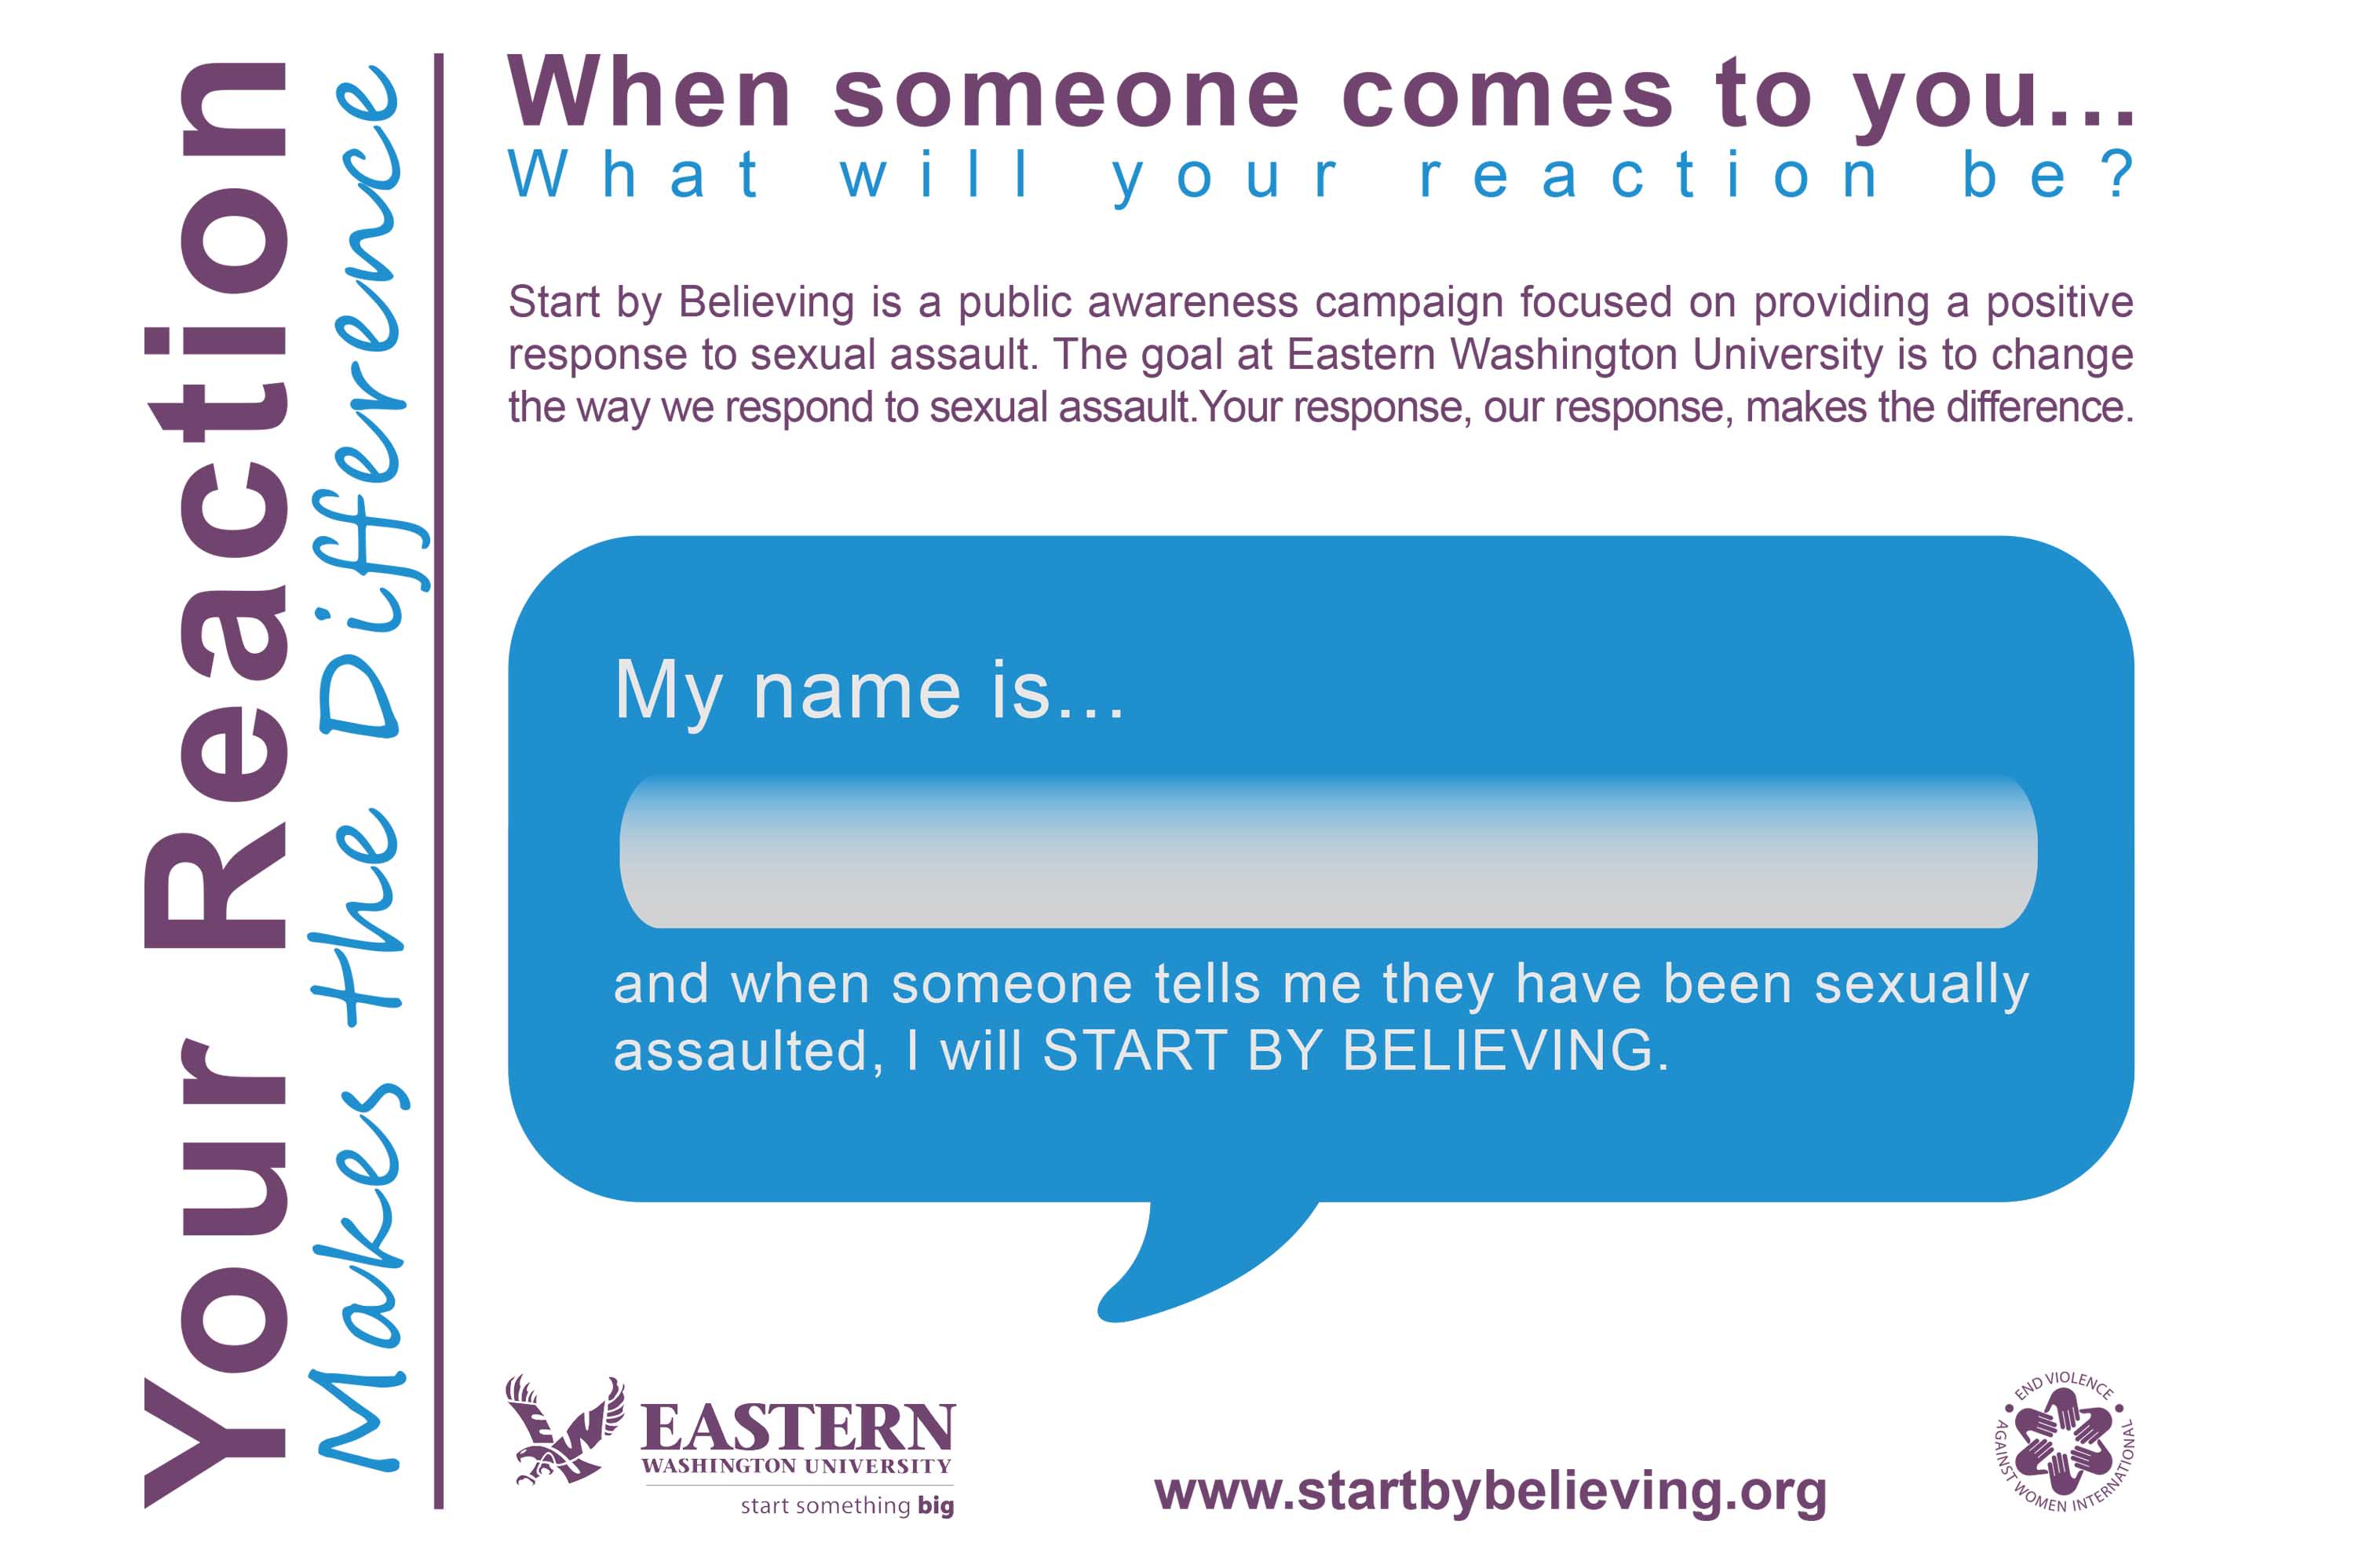 Your Reaction
Makes the Difference
When someone comes to you...
What will your reaction be?
Start by Believing is a public awareness campaign focused on providing a positive
response to sexual assault. The goal at Eastern Washington University is to change
the way we respond to sexual assault.Your response, our response, makes the difference.
My name is...
and when someone tells me they have been sexually
assaulted, I will START BY BELIEVING.
EASTERN
WASHINGTON UNIVERSITY
start something big
www.startbybelieving.org
END VIOLENCE
AGAINST WOMEN INTERNATIONAL